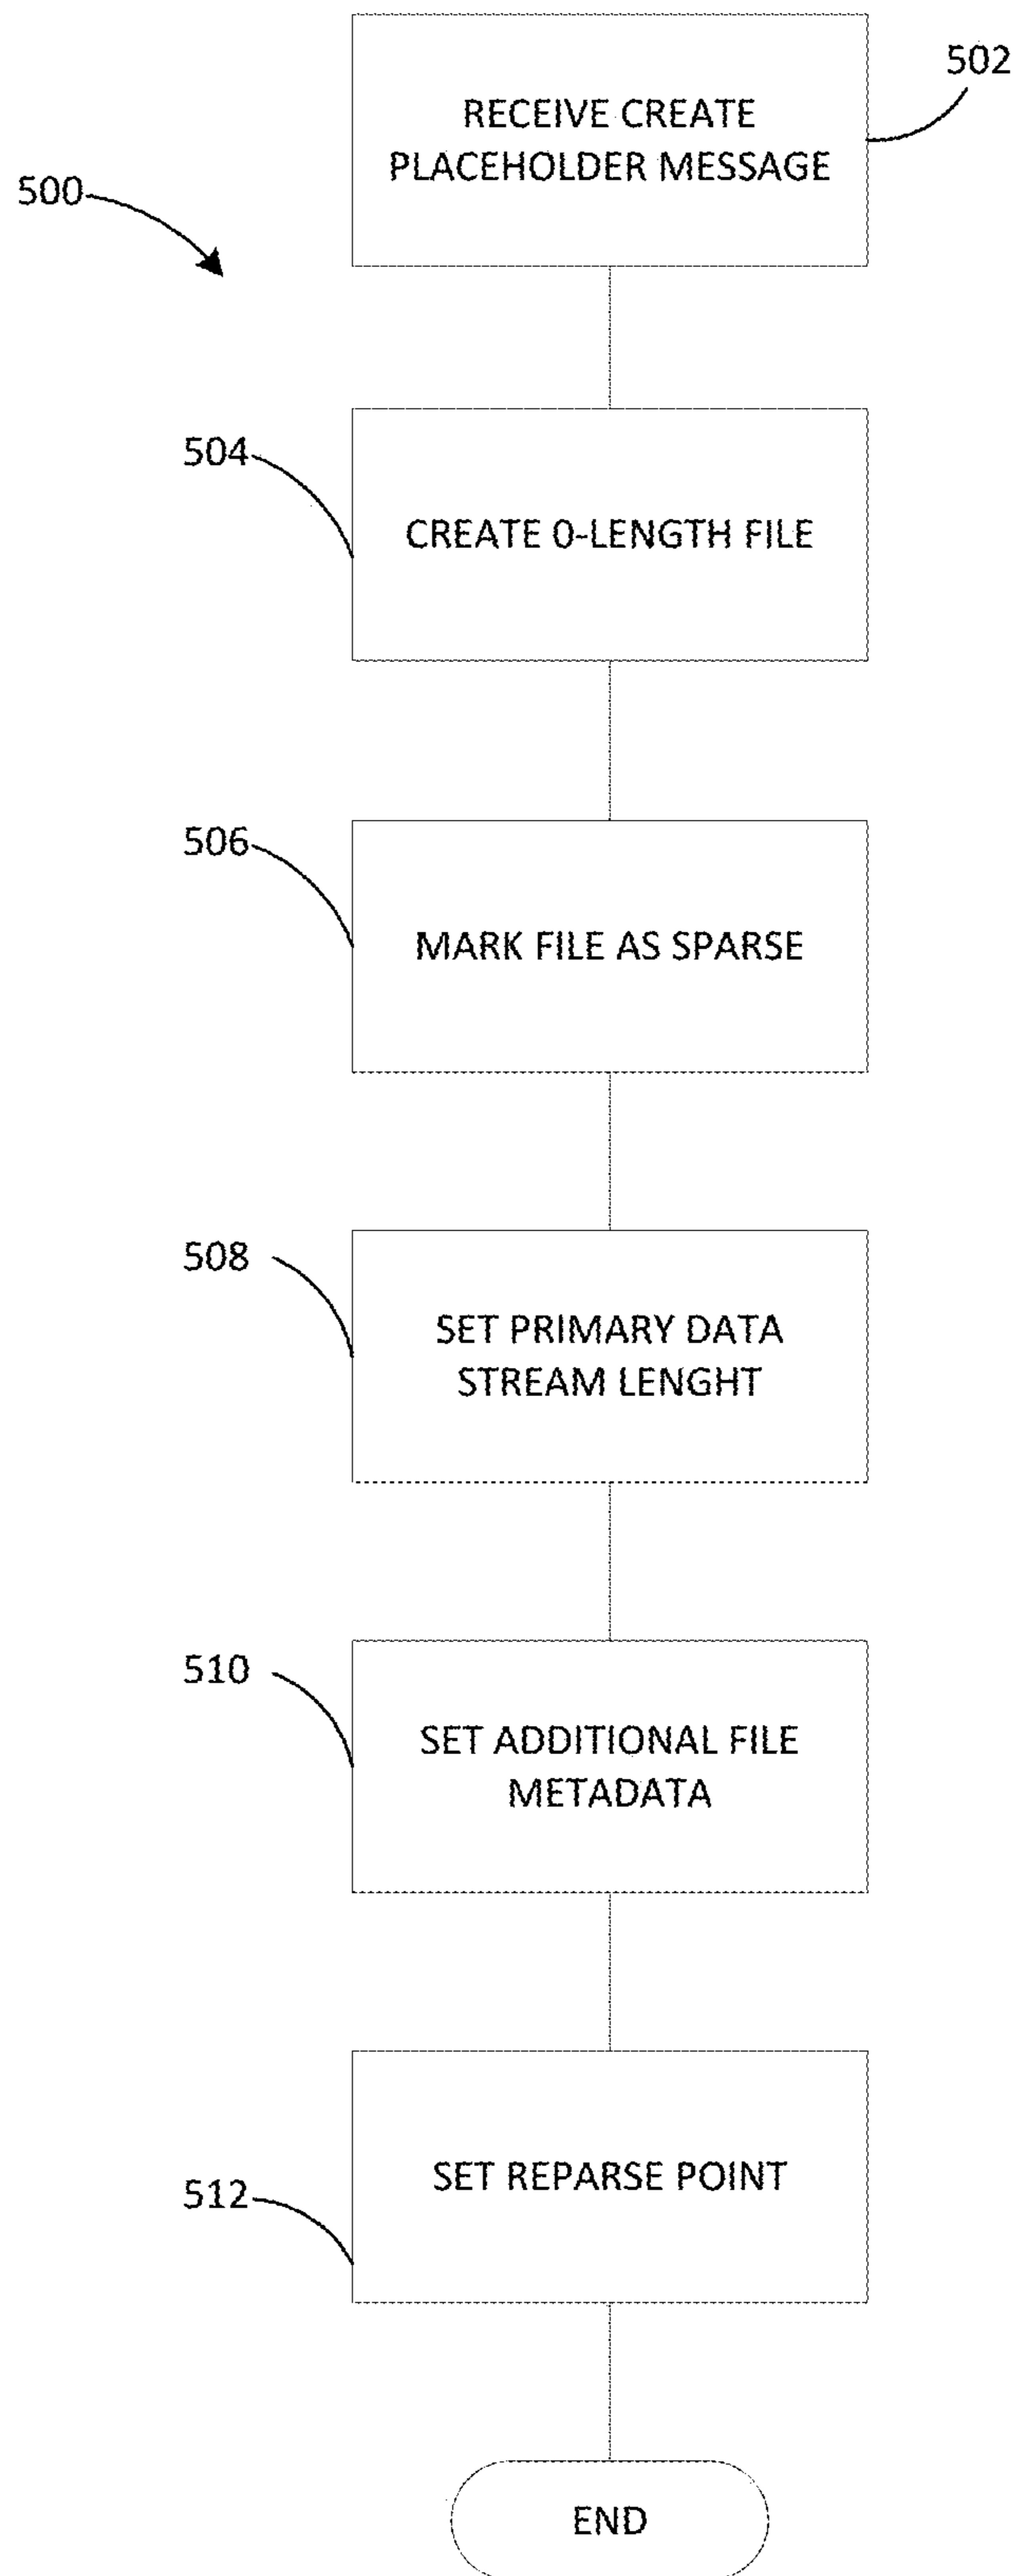 RECEIVE CREATE
PLACEHOLDER MESSAGE
502
500
504
CREATE 0-LENGTH FILE
506
MARK FILE AS SPARSE
508
SET PRIMARY DATA
STREAM LENGHT
510
SET ADDITIONAL FILE
METADATA
512
SET REPARSE POINT
END